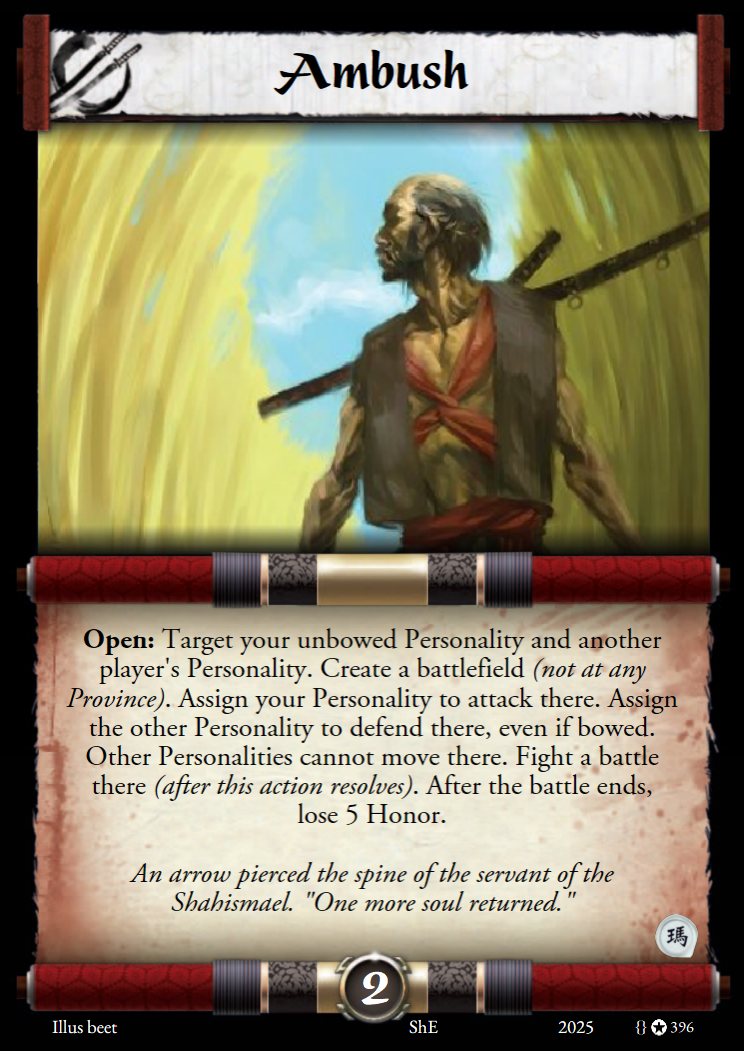 Ambush
Open: Target your unbowed Personality and another
player's Personality. Create a battlefield (not at any
Province). Assign your Personality to attack there. Assign
the other Personality to defend there, even if bowed.
Other Personalities cannot move there. Fight a battle
there (after this action resolves). After the battle ends,
lose 5 Honor.
An arrow pierced the spine of the servant of the
Shahismael. "One more soul returned."
瑪
2
Illus beet ShE 2025 {} ✪ 396